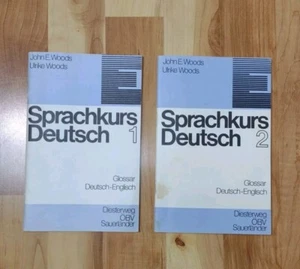 John E. Woods
Ulrike Woods
Sprachkurs
Deutsch 1
Glossar
Deutsch-Englisch
Diesterweg
ÖBV
Sauerländer
John E. Woods
Ulrike Woods
Sprachkurs
Deutsch 2
Glossar
Deutsch-Englisch
Diesterweg
ÖBV
Sauerländer